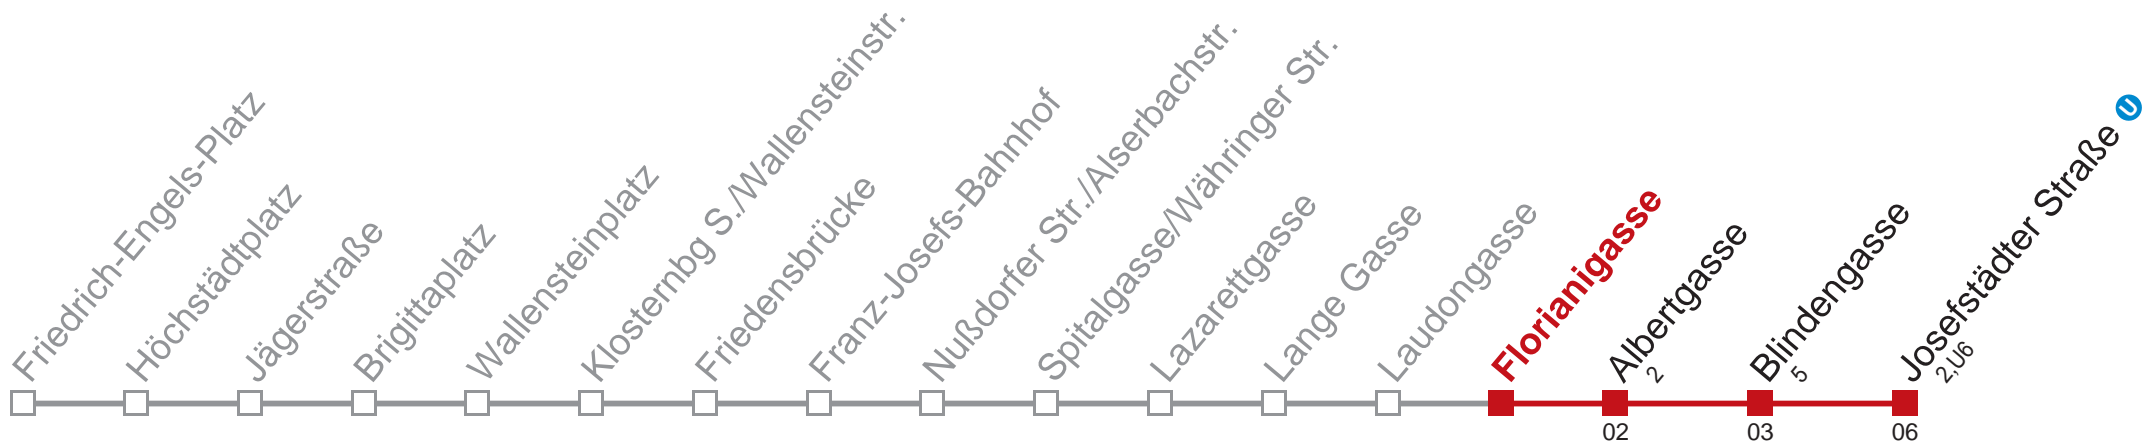 Friedrich-Engels-Platz
Höchstädtplatz
Jägerstraße
Brigittaplatz
Wallensteinplatz
Klosternbg S./Wallensteinstr.
Friedensbrücke
Franz-Josefs-Bahnhof
Nußdorfer Str./Alserbachstr.
Spitalgasse/Währinger Str.
Lazarettgasse
Lange Gasse
Laudongasse
Florianigasse
Albertgasse
2
Blindengasse
5
Josefstädter Straße U
2,U6
02
03
06